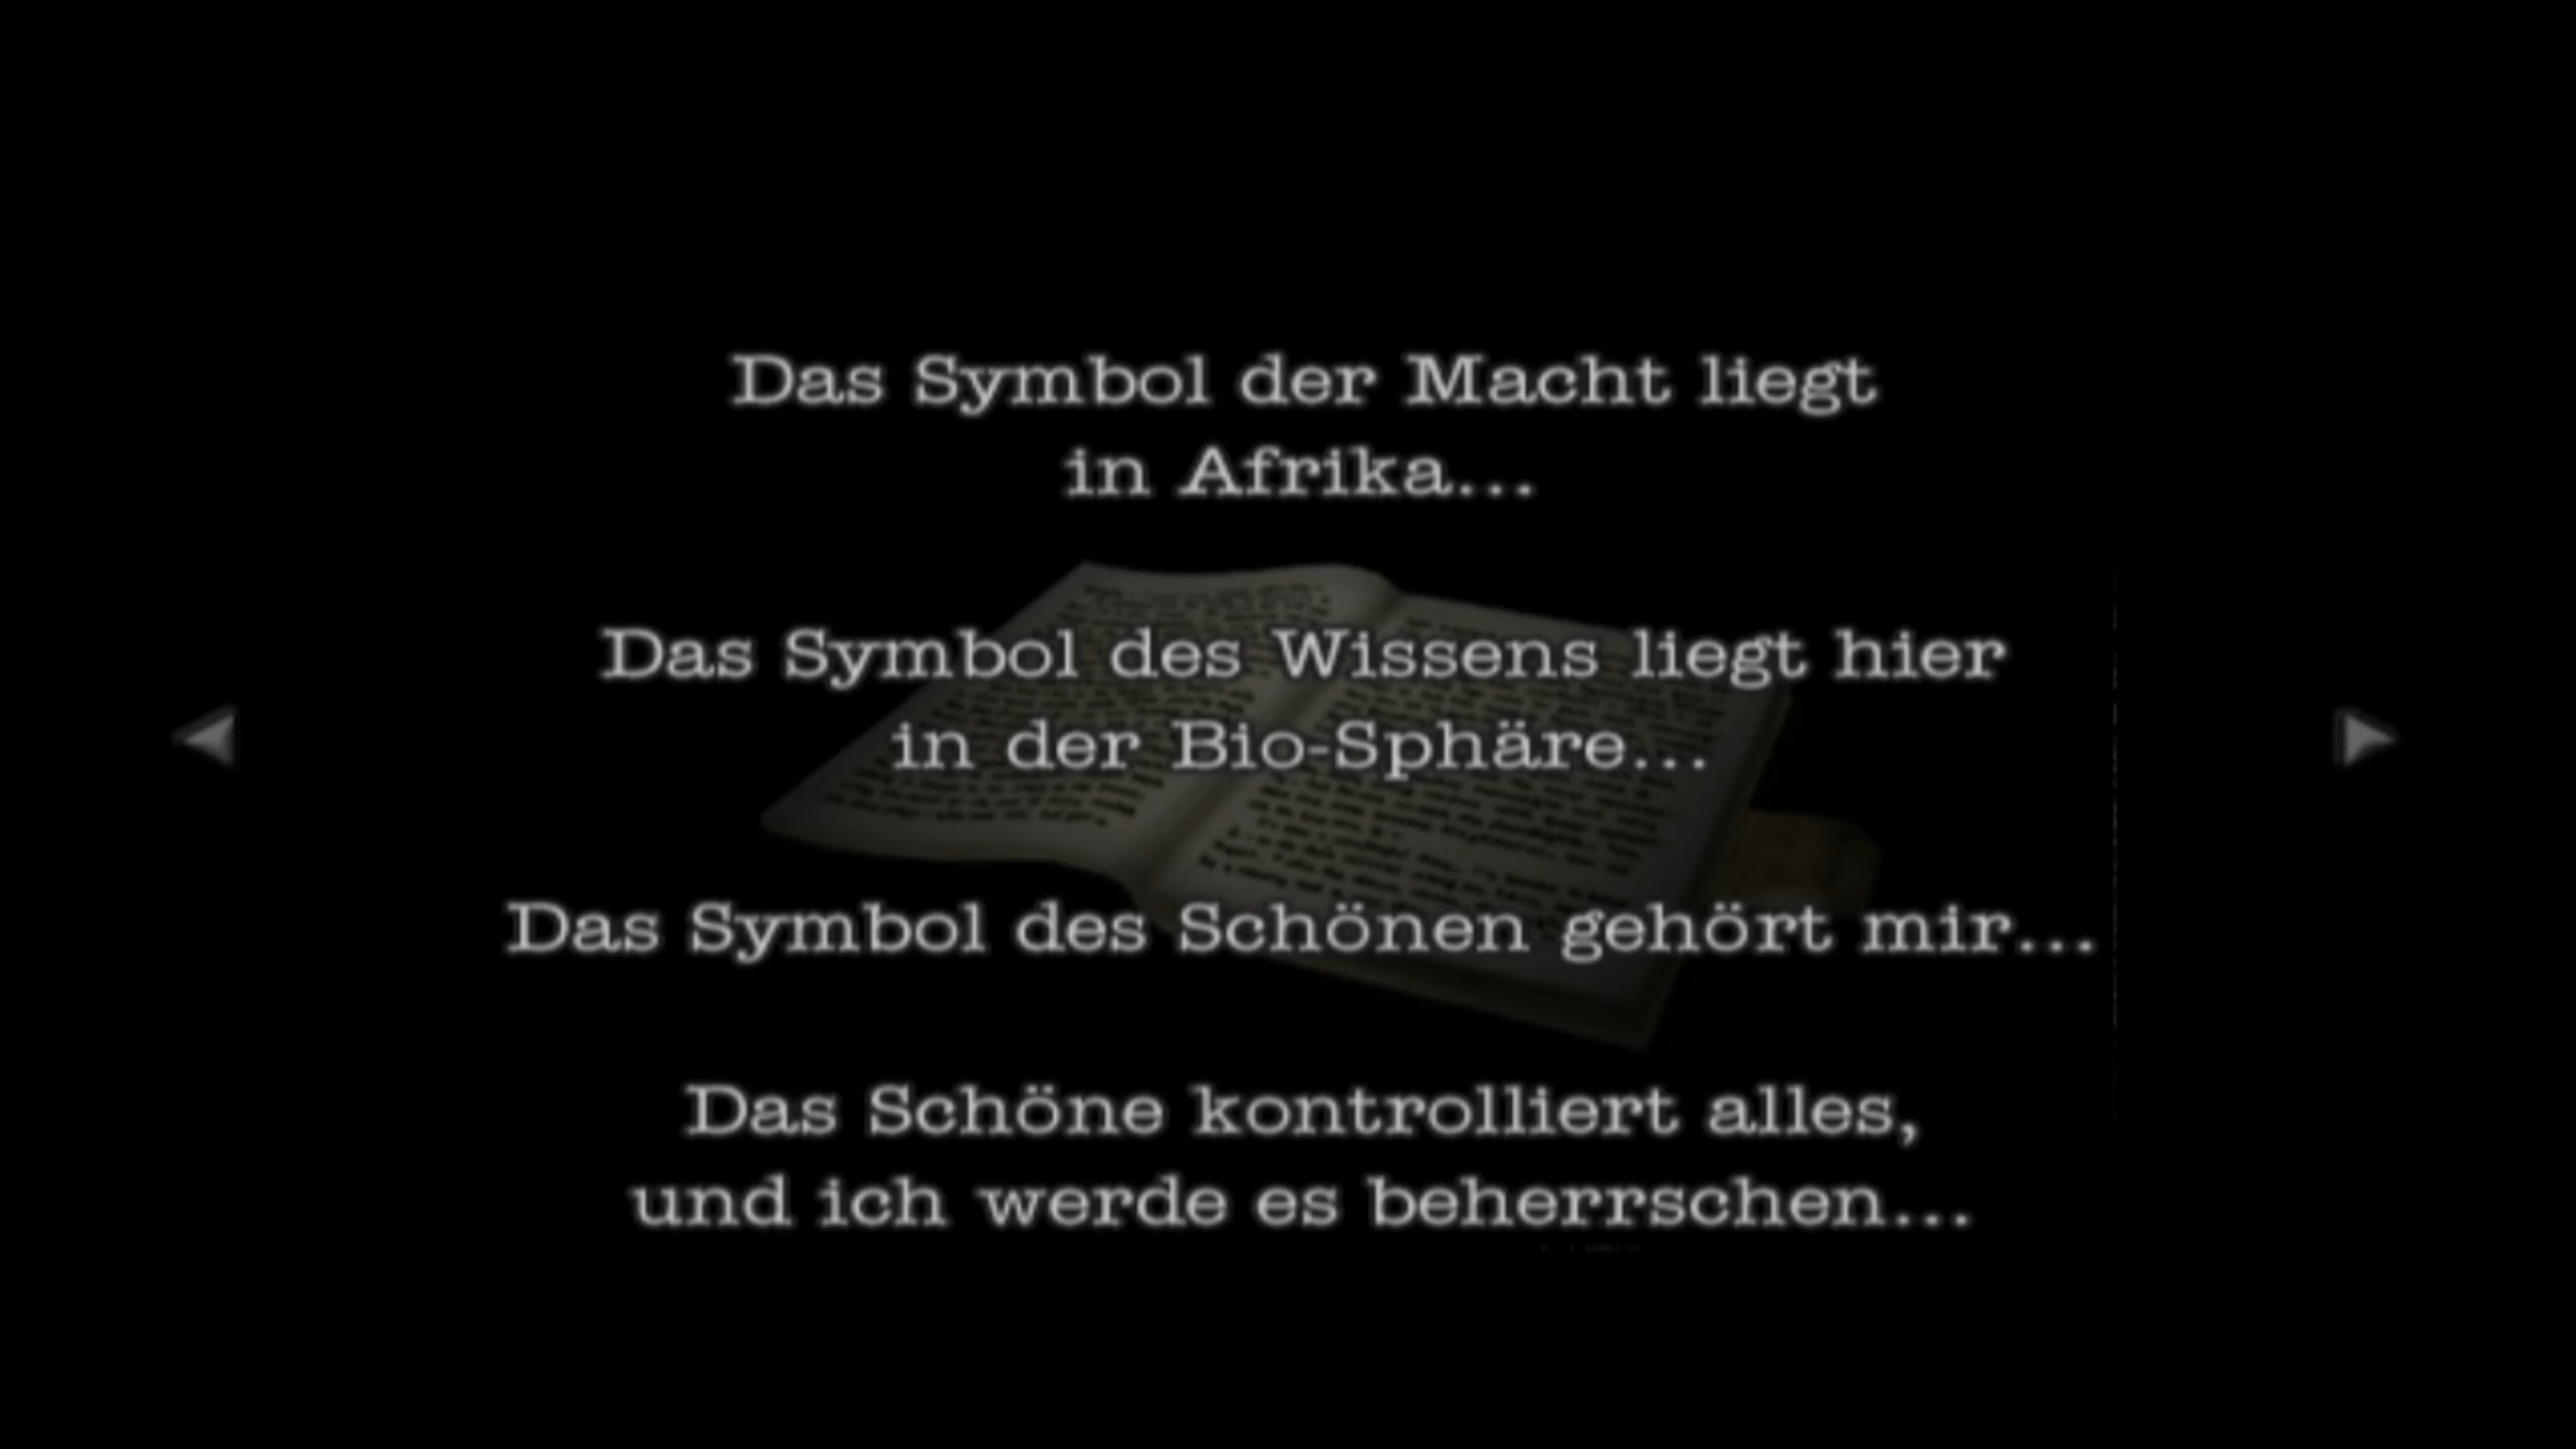 Das Symbol der Macht liegt
in Afrika...
Das Symbol des Wissens liegt hier
in der Bio-Sphäre...
Das Symbol des Schönen gehört mir...
Das Schöne kontrolliert alles,
und ich werde es beherrschen...